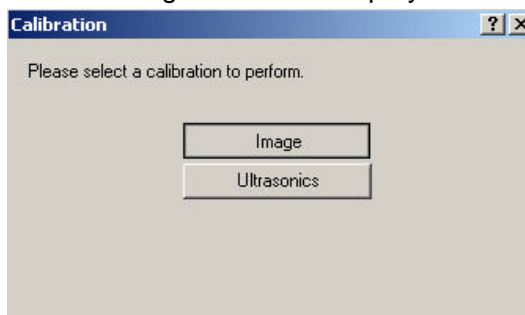 Calibration
Please select a calibration to perform.
Image
Ultrasonics